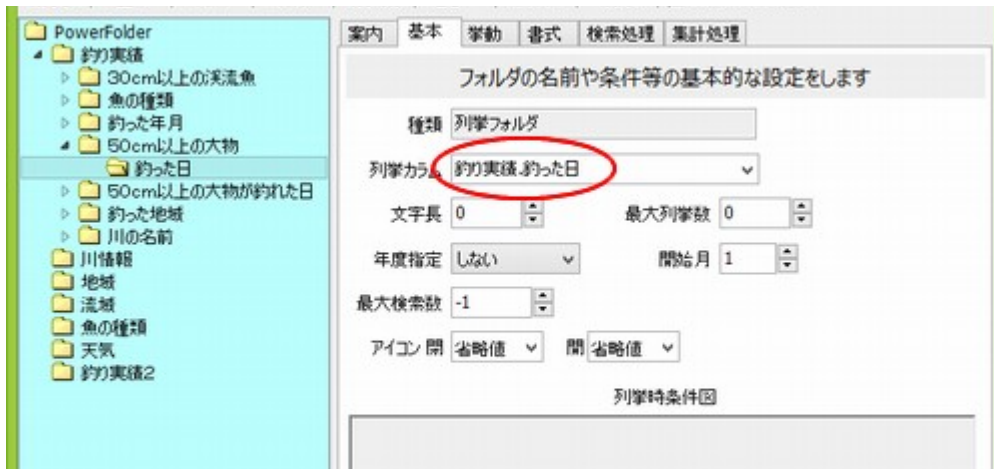 PowerFolder
釣り実績
30cm以上の渓流魚
魚の種類
釣った年月
50cm以上の大物
釣った日
50cm以上の大物が釣れた日
釣った地域
川の名前
川情報
地域
流域
魚の種類
天気
釣り実績2
案内 基本 挙動 書式 検索処理 集計処理
フォルダの名前や条件等の基本的な設定をします
種類 列挙フォルダ
列挙カラム 釣り実績.釣った日
文字長 0 最大列挙数 0
年度指定 しない 開始月 1
最大検索数 -1
アイコン 閉 省略値 開 省略値
列挙時条件図